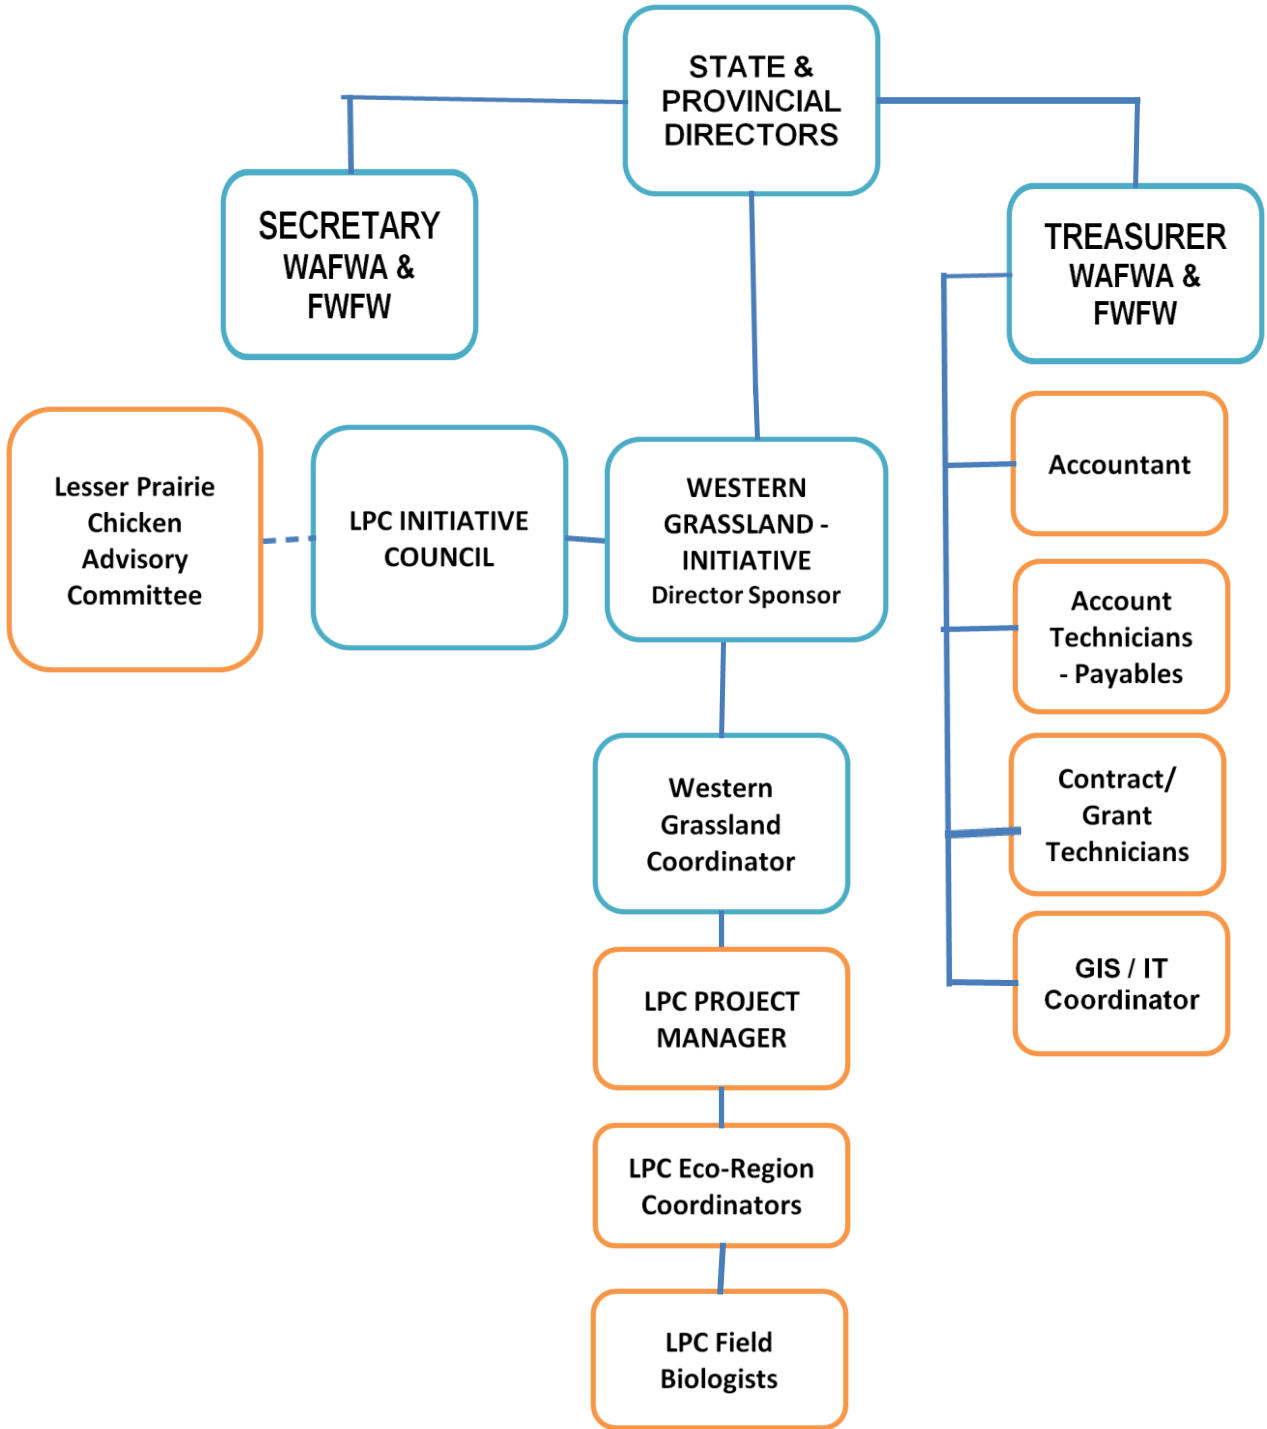 STATE &
PROVINCIAL
DIRECTORS
SECRETARY
WAFWA &
FWFW
TREASURER
WAFWA &
FWFW
Lesser Prairie
Chicken
Advisory
Committee
LPC INITIATIVE
COUNCIL
WESTERN
GRASSLAND -
INITIATIVE
Director Sponsor
Accountant
Account
Technicians
- Payables
Western
Grassland
Coordinator
Contract/
Grant
Technicians
LPC PROJECT
MANAGER
GIS / IT
Coordinator
LPC Eco-Region
Coordinators
LPC Field
Biologists